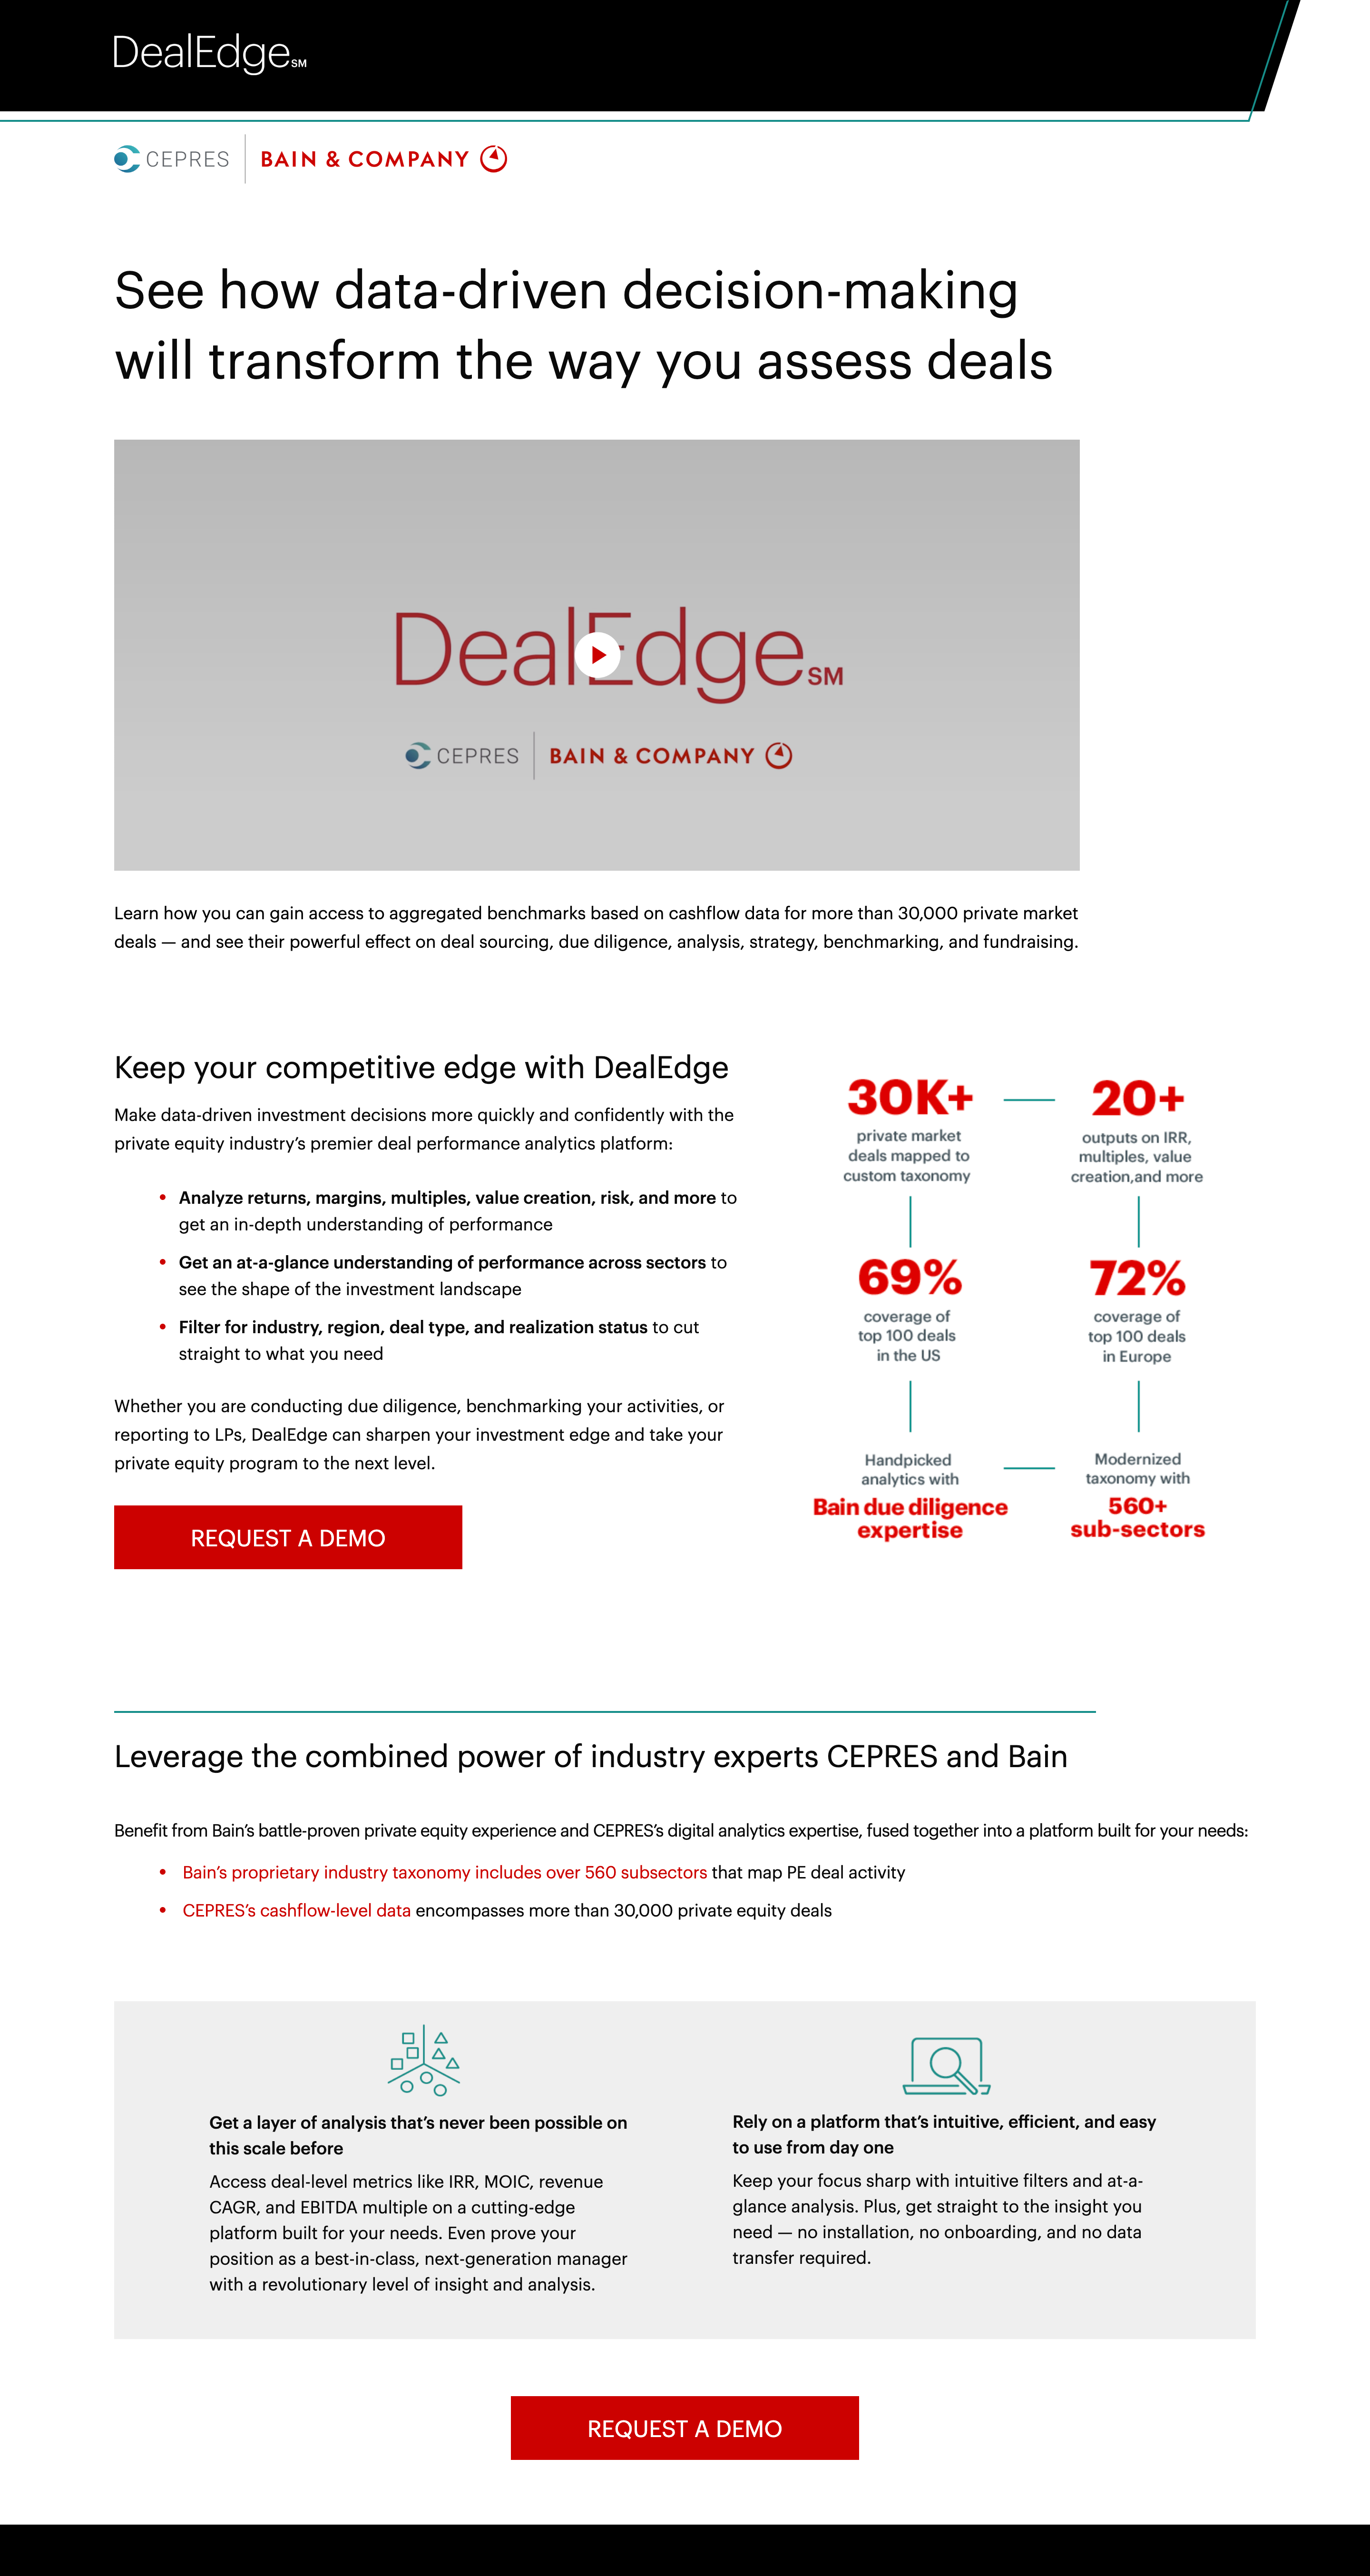 DealEdge SM
CEPRES
BAIN & COMPANY
See how data-driven decision-making
will transform the way you assess deals
DealEdge SM
CEPRES
BAIN & COMPANY
Learn how you can gain access to aggregated benchmarks based on cashflow data for more than 30,000 private market
deals — and see their powerful effect on deal sourcing, due diligence, analysis, strategy, benchmarking, and fundraising.
Keep your competitive edge with DealEdge
Make data-driven investment decisions more quickly and confidently with the
private equity industry’s premier deal performance analytics platform:
• Analyze returns, margins, multiples, value creation, risk, and more to
get an in-depth understanding of performance
• Get an at-a-glance understanding of performance across sectors to
see the shape of the investment landscape
• Filter for industry, region, deal type, and realization status to cut
straight to what you need
Whether you are conducting due diligence, benchmarking your activities, or
reporting to LPs, DealEdge can sharpen your investment edge and take your
private equity program to the next level.
REQUEST A DEMO
30K+
private market
deals mapped to
custom taxonomy
20+
outputs on IRR,
multiples, value
creation,and more
69%
coverage of
top 100 deals
in the US
72%
coverage of
top 100 deals
in Europe
Handpicked
analytics with
Bain due diligence
expertise
Modernized
taxonomy with
560+
sub-sectors
Leverage the combined power of industry experts CEPRES and Bain
Benefit from Bain’s battle-proven private equity experience and CEPRES’s digital analytics expertise, fused together into a platform built for your needs:
• Bain’s proprietary industry taxonomy includes over 560 subsectors that map PE deal activity
• CEPRES’s cashflow-level data encompasses more than 30,000 private equity deals
Get a layer of analysis that’s never been possible on
this scale before
Access deal-level metrics like IRR, MOIC, revenue
CAGR, and EBITDA multiple on a cutting-edge
platform built for your needs. Even prove your
position as a best-in-class, next-generation manager
with a revolutionary level of insight and analysis.
Rely on a platform that’s intuitive, efficient, and easy
to use from day one
Keep your focus sharp with intuitive filters and at-a-
glance analysis. Plus, get straight to the insight you
need — no installation, no onboarding, and no data
transfer required.
REQUEST A DEMO